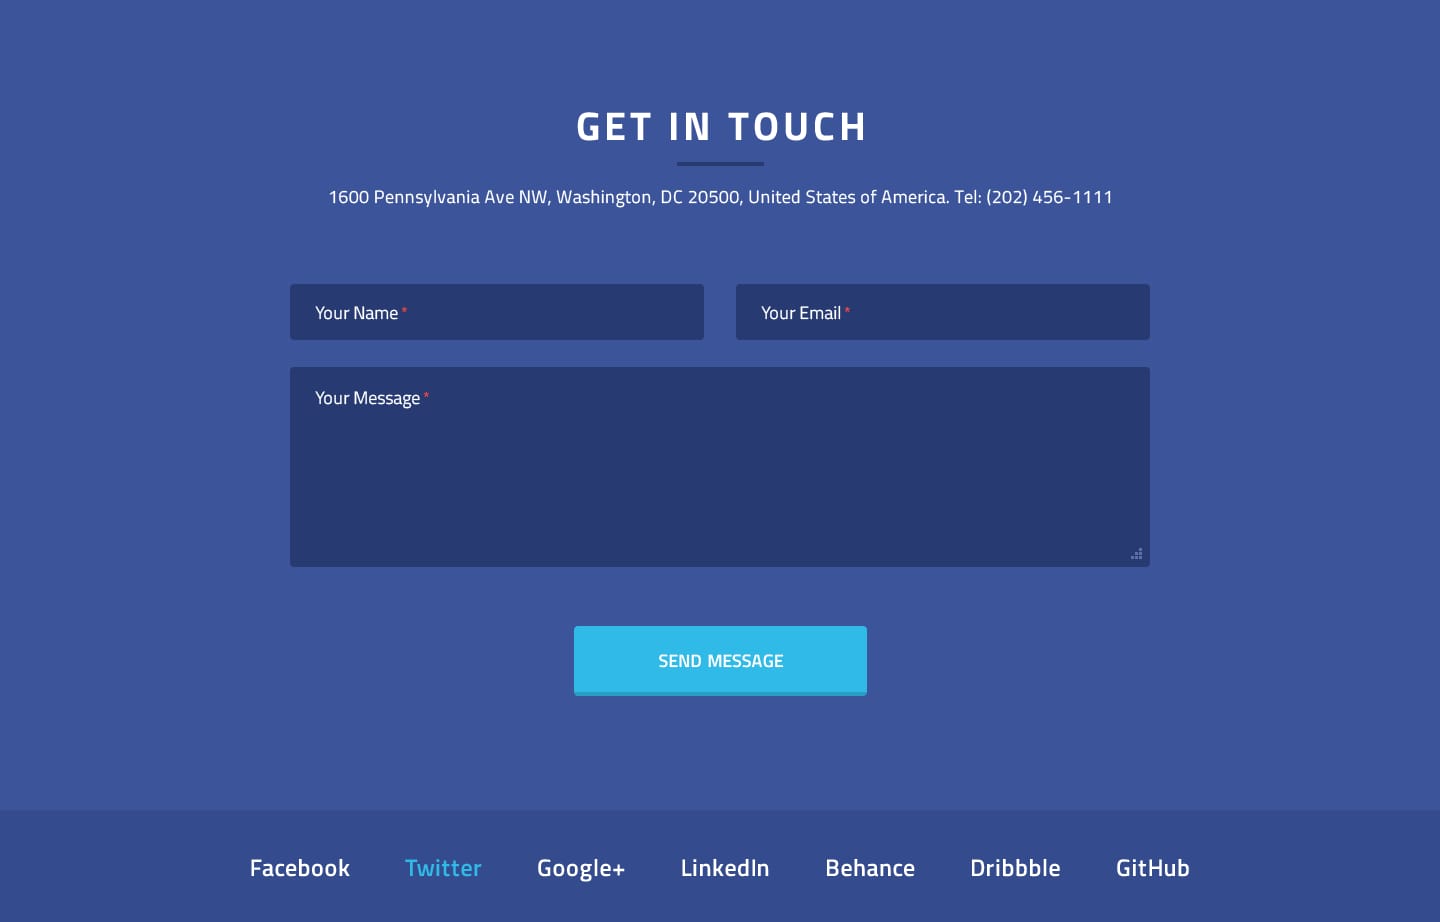 GET IN TOUCH
1600 Pennsylvania Ave NW, Washington, DC 20500, United States of America. Tel: (202) 456-1111
Your Name *
Your Email *
Your Message *
SEND MESSAGE
Facebook Twitter Google+ LinkedIn Behance Dribbble GitHub